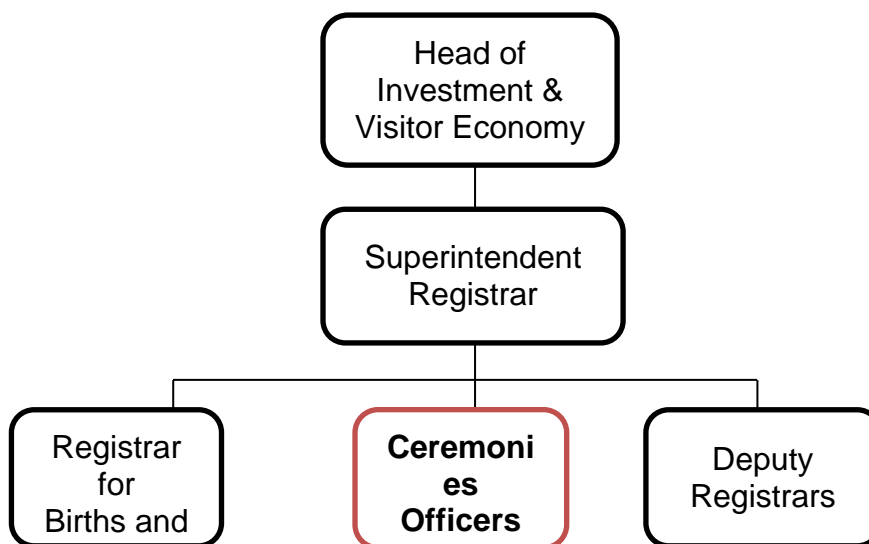 Head of
Investment &
Visitor Economy
Superintendent
Registrar
Registrar
for
Births and
Ceremoni
es
Officers
Deputy
Registrars